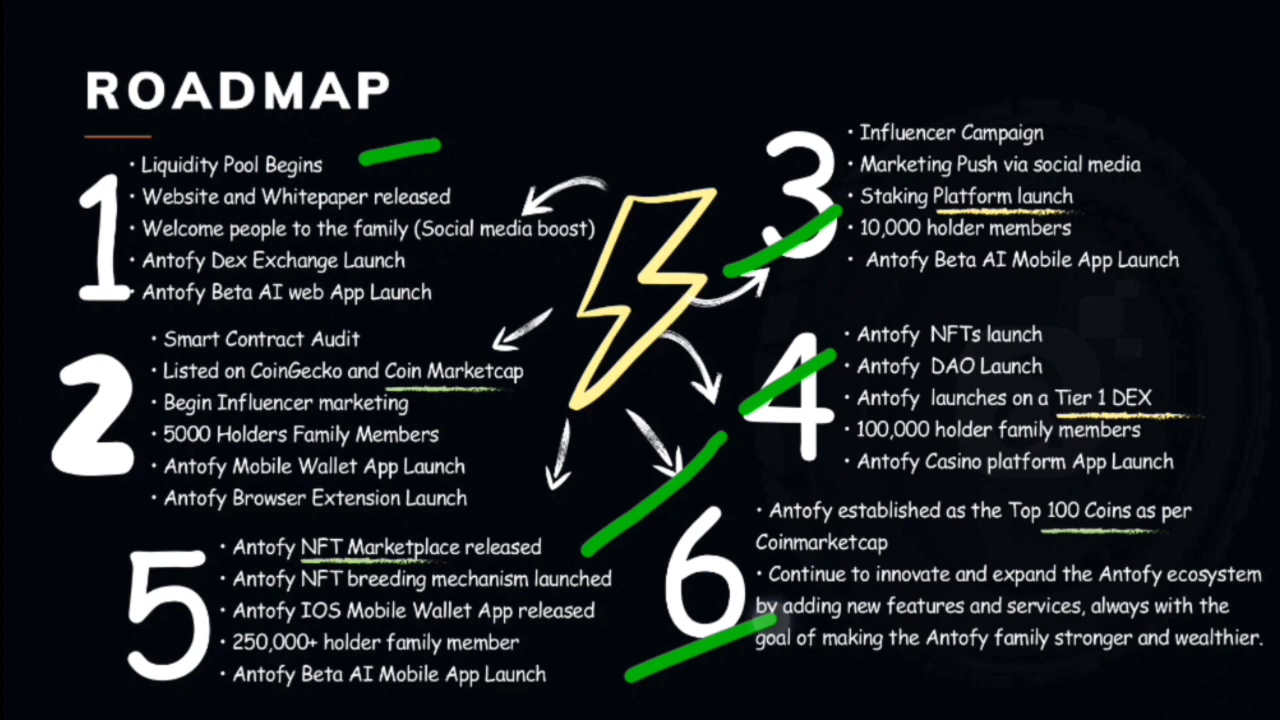 ROADMAP
1
• Liquidity Pool Begins
• Website and Whitepaper released
• Welcome people to the family (Social media boost)
• Antofy Dex Exchange Launch
• Antofy Beta AI web App Launch
2
• Smart Contract Audit
• Listed on CoinGecko and Coin Marketcap
• Begin Influencer marketing
• 5000 Holders Family Members
• Antofy Mobile Wallet App Launch
• Antofy Browser Extension Launch
3
• Influencer Campaign
• Marketing Push via social media
• Staking Platform launch
• 10,000 holder members
• Antofy Beta AI Mobile App Launch
4
• Antofy NFTs launch
• Antofy DAO Launch
• Antofy launches on a Tier 1 DEX
• 100,000 holder family members
• Antofy Casino platform App Launch
5
• Antofy NFT Marketplace released
• Antofy NFT breeding mechanism launched
• Antofy IOS Mobile Wallet App released
• 250,000+ holder family member
• Antofy Beta AI Mobile App Launch
6
• Antofy established as the Top 100 Coins as per
Coinmarketcap
• Continue to innovate and expand the Antofy ecosystem
by adding new features and services, always with the
goal of making the Antofy family stronger and wealthier.